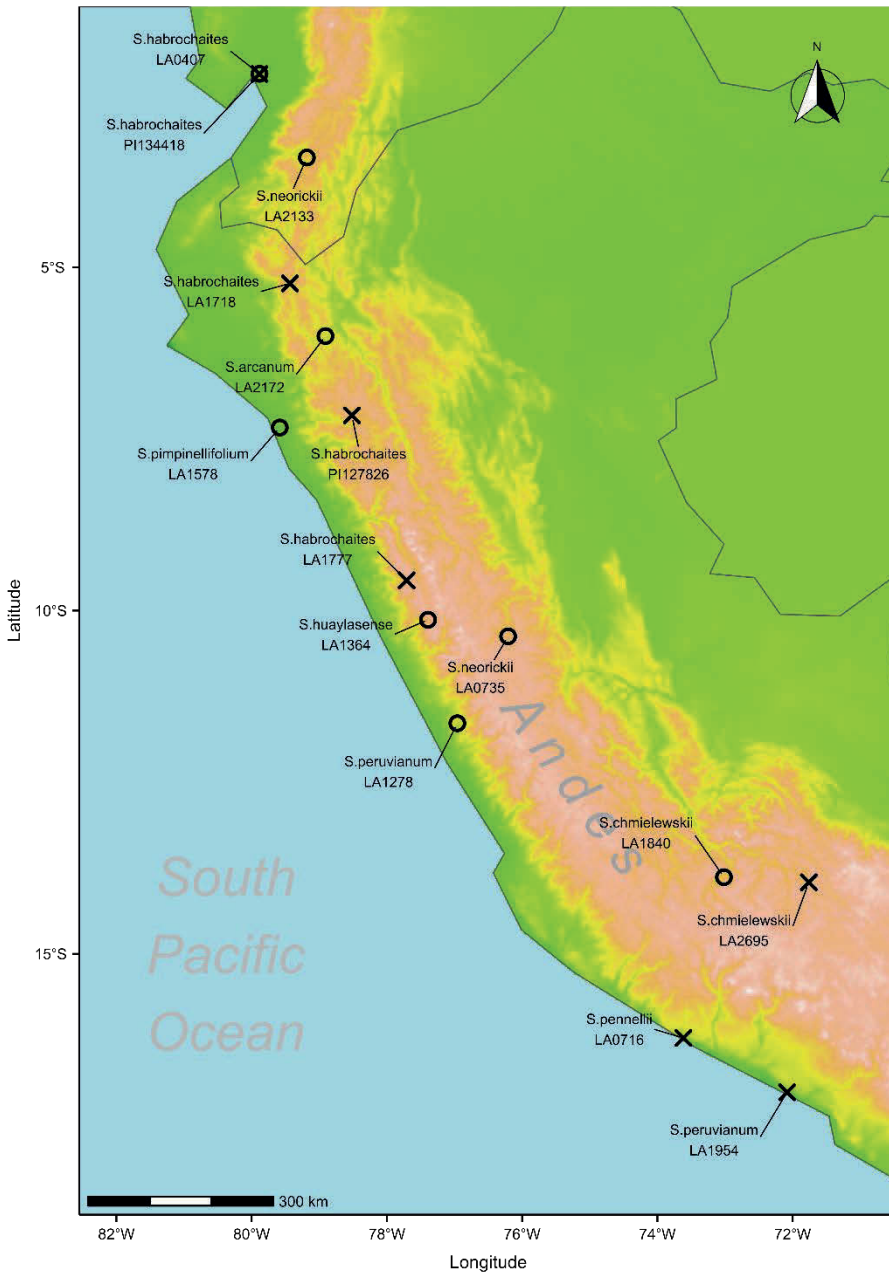 S.habrochaites
LA0407
N
S.habrochaites
PI134418
S.neorickii
LA2133
5°S
S.habrochaites
LA1718
S.arcanum
LA2172
S.pimpinellifolium
LA1578
S.habrochaites
PI127826
S.habrochaites
LA1777
10°S
S.huaylasense
LA1364
S.neorickii
LA0735
Latitude
Andes
S.peruvianum
LA1278
S.chmielewskii
LA1840
South
Pacific
Ocean
S.chmielewskii
LA2695
15°S
S.pennellii
LA0716
S.peruvianum
LA1954
300 km
82°W 80°W 78°W 76°W 74°W 72°W
Longitude